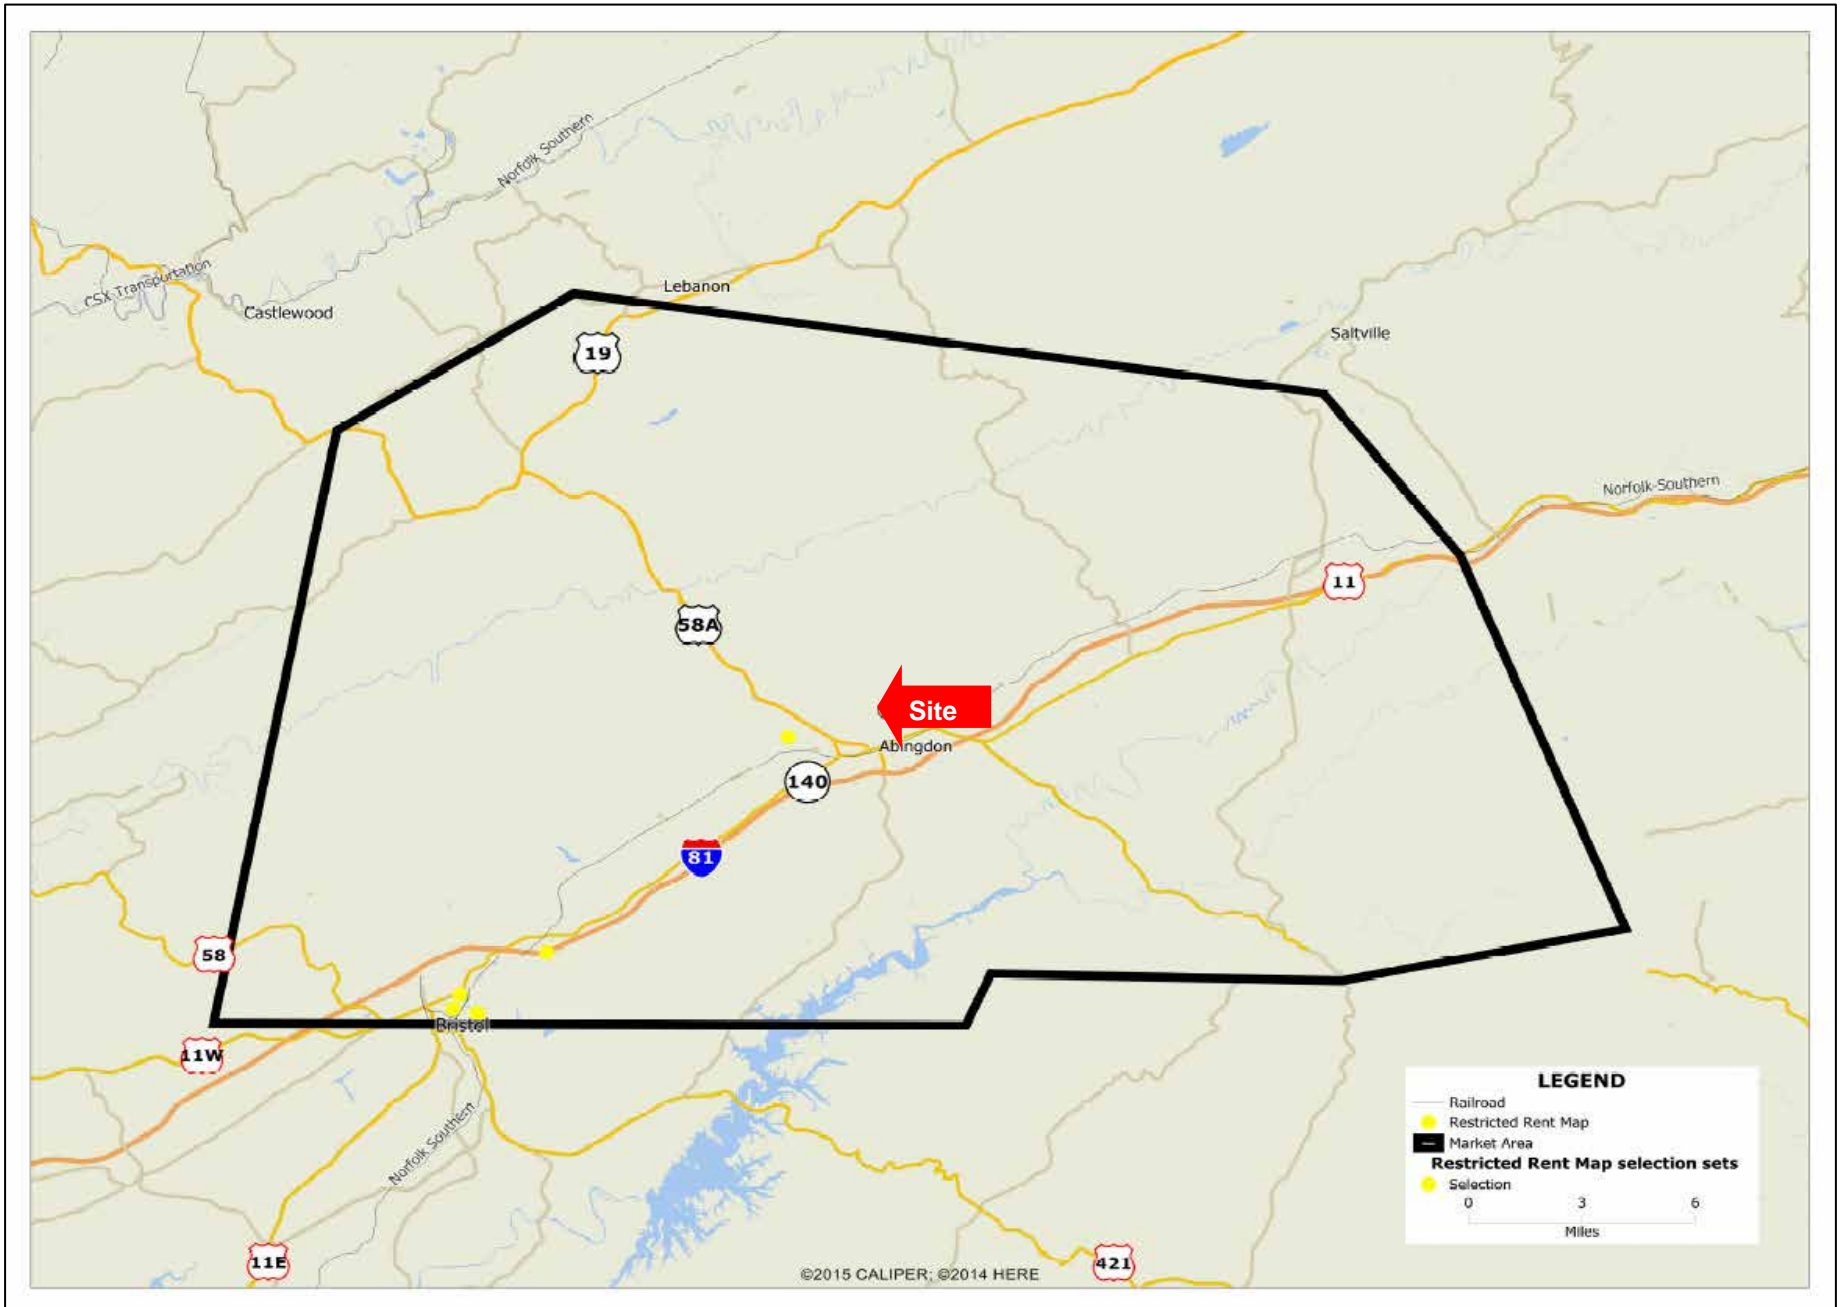 Norfolk Southern
CSX Transportation
Castlewood
Lebanon
19
Saltville
Norfolk Southern
11
58A
Site
Abingdon
140
81
58
Bristol
11W
Norfolk Southern
11E
421
LEGEND
Railroad
Restricted Rent Map
Market Area
Restricted Rent Map selection sets
Selection
0 3 6
Miles
©2015 CALIPER; ©2014 HERE